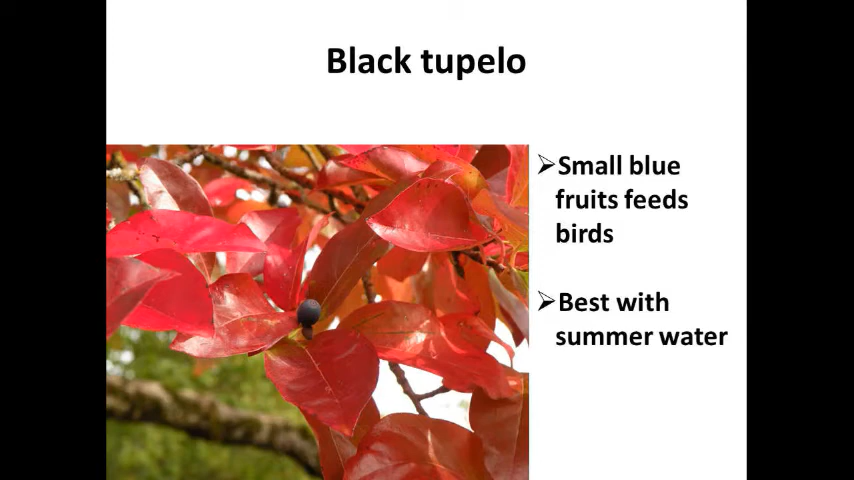 Black tupelo
➢Small blue
fruits feeds
birds
➢Best with
summer water